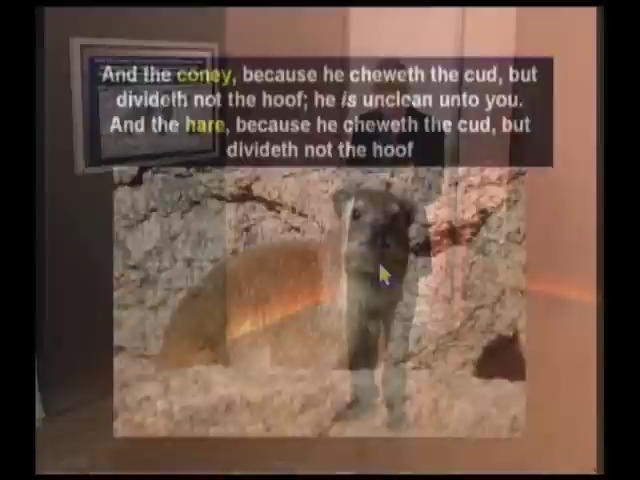 And the coney, because he cheweth the cud, but
divideth not the hoof; he is unclean unto you.
And the hare, because he cheweth the cud, but
divideth not the hoof